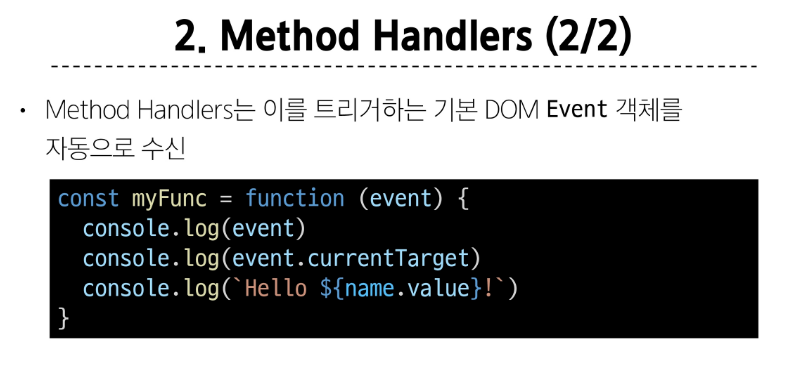 2. Method Handlers (2/2)
• Method Handlers는 이를 트리거하는 기본 DOM Event 객체를
자동으로 수신
const myFunc = function (event) {
  console.log(event)
  console.log(event.currentTarget)
  console.log(`Hello ${name.value}!`)
}